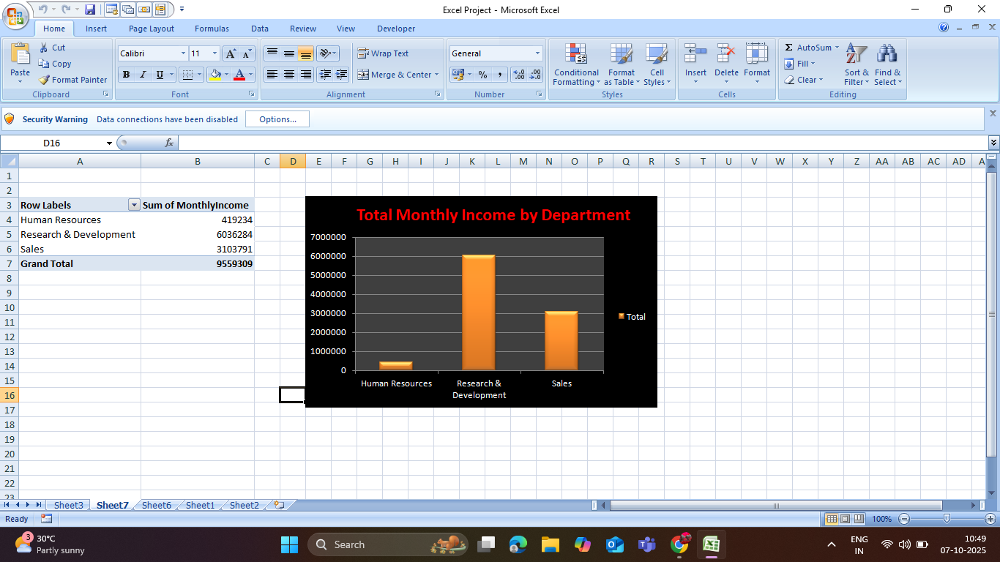 Excel Project - Microsoft Excel
Home Insert Page Layout Formulas Data Review View Developer
Paste
Cut
Copy
Format Painter
Clipboard
Calibri 11
B I U
Font
Wrap Text
Merge & Center
Alignment
General
% ,
Number
Conditional Formatting
Format as Table
Cell Styles
Styles
Insert Delete Format
Cells
Σ AutoSum
Fill
Clear
Sort & Filter
Find & Select
Editing
Security Warning Data connections have been disabled Options...
D16 fx
A B C D E F G H I J K L M N O P Q R S T U V W X Y Z AA AB AC AD A
1
2
3 Row Labels Sum of MonthlyIncome
4 Human Resources 419234
5 Research & Development 6036284
6 Sales 3103791
7 Grand Total 9559309
8
9
10
11
12
13
14
15
16
17
18
19
20
21
22
23
Total Monthly Income by Department
7000000
6000000
5000000
4000000
3000000
2000000
1000000
0
Human Resources Research & Development Sales
Total
Sheet3 Sheet7 Sheet6 Sheet1 Sheet2
Ready 100%
3
30°C
Partly sunny
Search
ENG
IN
10:49
07-10-2025